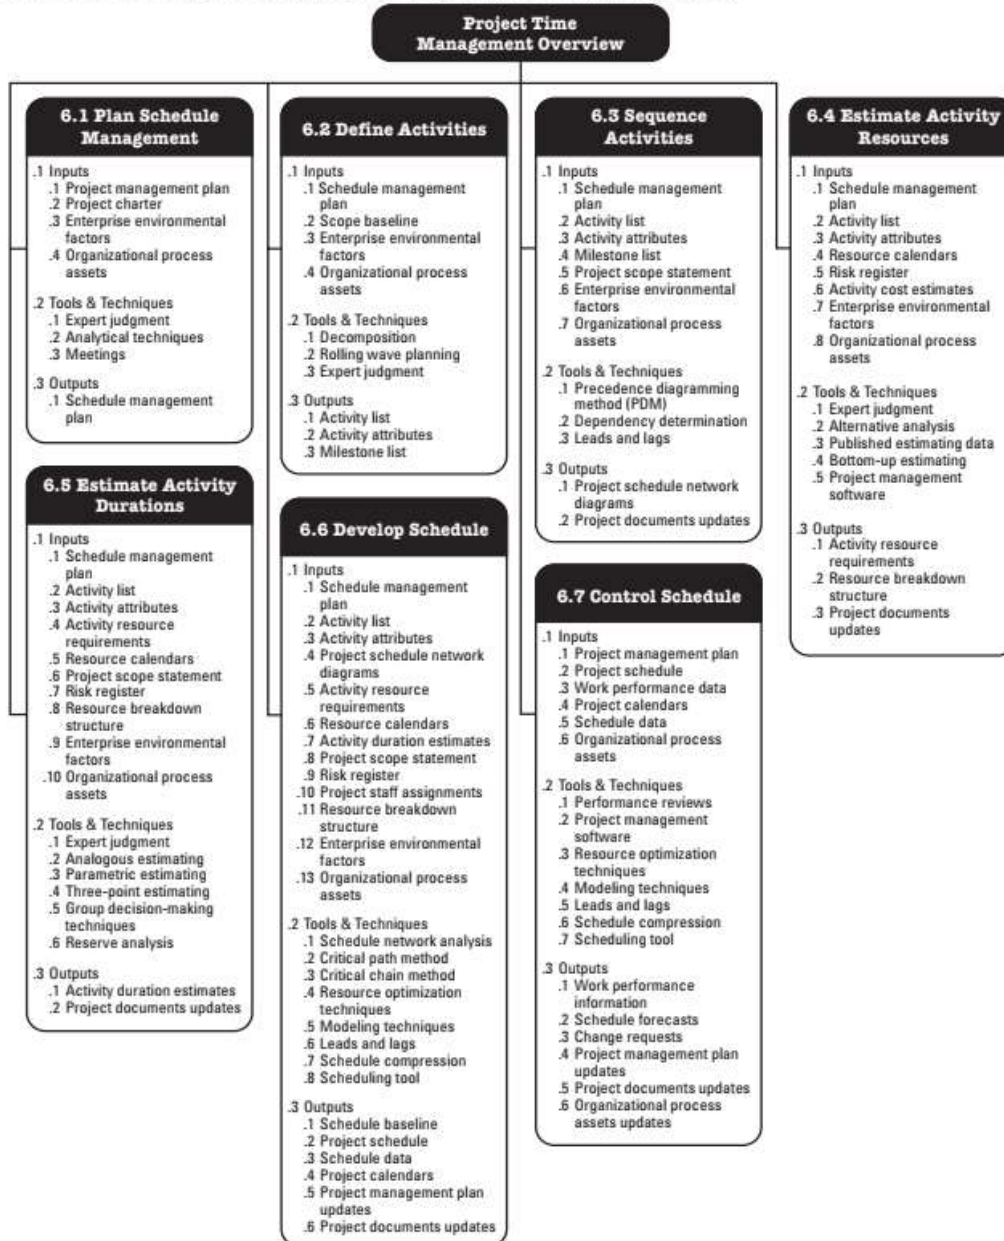 Project Time
Management Overview
6.1 Plan Schedule
Management
.1 Inputs
.1 Project management plan
.2 Project charter
.3 Enterprise environmental
factors
.4 Organizational process
assets
.2 Tools & Techniques
.1 Expert judgment
.2 Analytical techniques
.3 Meetings
.3 Outputs
.1 Schedule management
plan
6.2 Define Activities
.1 Inputs
.1 Schedule management
plan
.2 Scope baseline
.3 Enterprise environmental
factors
.4 Organizational process
assets
.2 Tools & Techniques
.1 Decomposition
.2 Rolling wave planning
.3 Expert judgment
.3 Outputs
.1 Activity list
.2 Activity attributes
.3 Milestone list
6.3 Sequence
Activities
.1 Inputs
.1 Schedule management
plan
.2 Activity list
.3 Activity attributes
.4 Milestone list
.5 Project scope statement
.6 Enterprise environmental
factors
.7 Organizational process
assets
.2 Tools & Techniques
.1 Precedence diagramming
method (PDM)
.2 Dependency determination
.3 Leads and lags
.3 Outputs
.1 Project schedule network
diagrams
.2 Project documents updates
6.4 Estimate Activity
Resources
.1 Inputs
.1 Schedule management
plan
.2 Activity list
.3 Activity attributes
.4 Resource calendars
.5 Risk register
.6 Activity cost estimates
.7 Enterprise environmental
factors
.8 Organizational process
assets
.2 Tools & Techniques
.1 Expert judgment
.2 Alternative analysis
.3 Published estimating data
.4 Bottom-up estimating
.5 Project management
software
.3 Outputs
.1 Activity resource
requirements
.2 Resource breakdown
structure
.3 Project documents
updates
6.5 Estimate Activity
Durations
.1 Inputs
.1 Schedule management
plan
.2 Activity list
.3 Activity attributes
.4 Activity resource
requirements
.5 Resource calendars
.6 Project scope statement
.7 Risk register
.8 Resource breakdown
structure
.9 Enterprise environmental
factors
.10 Organizational process
assets
.2 Tools & Techniques
.1 Expert judgment
.2 Analogous estimating
.3 Parametric estimating
.4 Three-point estimating
.5 Group decision-making
techniques
.6 Reserve analysis
.3 Outputs
.1 Activity duration estimates
.2 Project documents updates
6.6 Develop Schedule
.1 Inputs
.1 Schedule management
plan
.2 Activity list
.3 Activity attributes
.4 Project schedule network
diagrams
.5 Activity resource
requirements
.6 Resource calendars
.7 Activity duration estimates
.8 Project scope statement
.9 Risk register
.10 Project staff assignments
.11 Resource breakdown
structure
.12 Enterprise environmental
factors
.13 Organizational process
assets
.2 Tools & Techniques
.1 Schedule network analysis
.2 Critical path method
.3 Critical chain method
.4 Resource optimization
techniques
.5 Modeling techniques
.6 Leads and lags
.7 Schedule compression
.8 Scheduling tool
.3 Outputs
.1 Schedule baseline
.2 Project schedule
.3 Schedule data
.4 Project calendars
.5 Project management plan
updates
.6 Project documents updates
6.7 Control Schedule
.1 Inputs
.1 Project management plan
.2 Project schedule
.3 Work performance data
.4 Project calendars
.5 Schedule data
.6 Organizational process
assets
.2 Tools & Techniques
.1 Performance reviews
.2 Project management
software
.3 Resource optimization
techniques
.4 Modeling techniques
.5 Leads and lags
.6 Schedule compression
.7 Scheduling tool
.3 Outputs
.1 Work performance
information
.2 Schedule forecasts
.3 Change requests
.4 Project management plan
updates
.5 Project documents updates
.6 Organizational process
assets updates